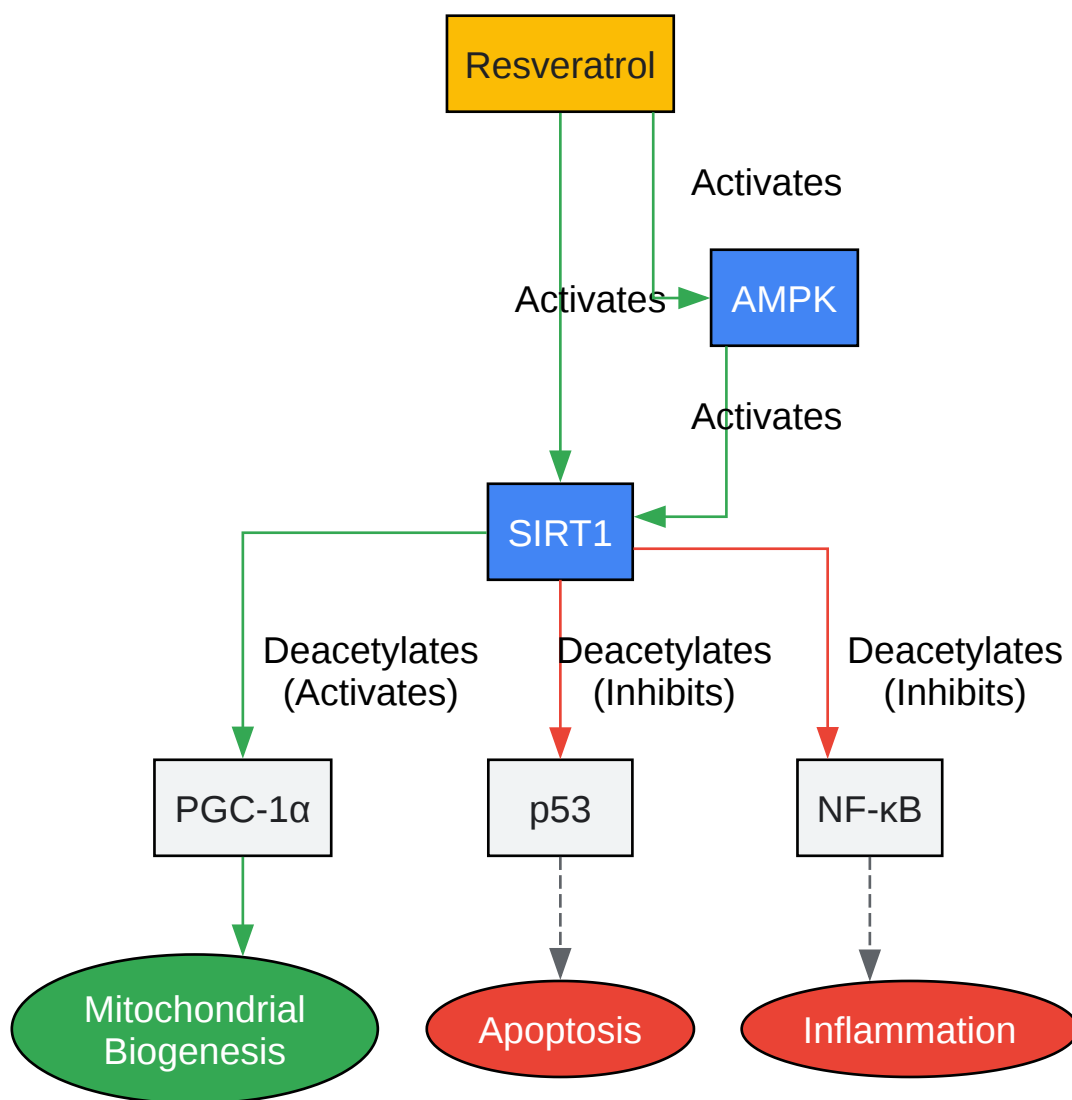 Resveratrol
Activates
Activates
AMPK
Activates
SIRT1
Deacetylates
(Activates)
Deacetylates
(Inhibits)
Deacetylates
(Inhibits)
PGC-1α
p53
NF-κB
Mitochondrial
Biogenesis
Apoptosis
Inflammation